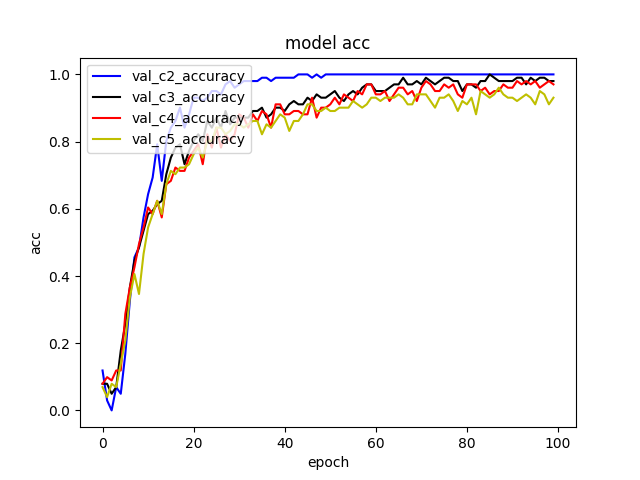 model acc
val_c2_accuracy
val_c3_accuracy
val_c4_accuracy
val_c5_accuracy
acc
1.0
0.8
0.6
0.4
0.2
0.0
0 20 40 60 80 100
epoch